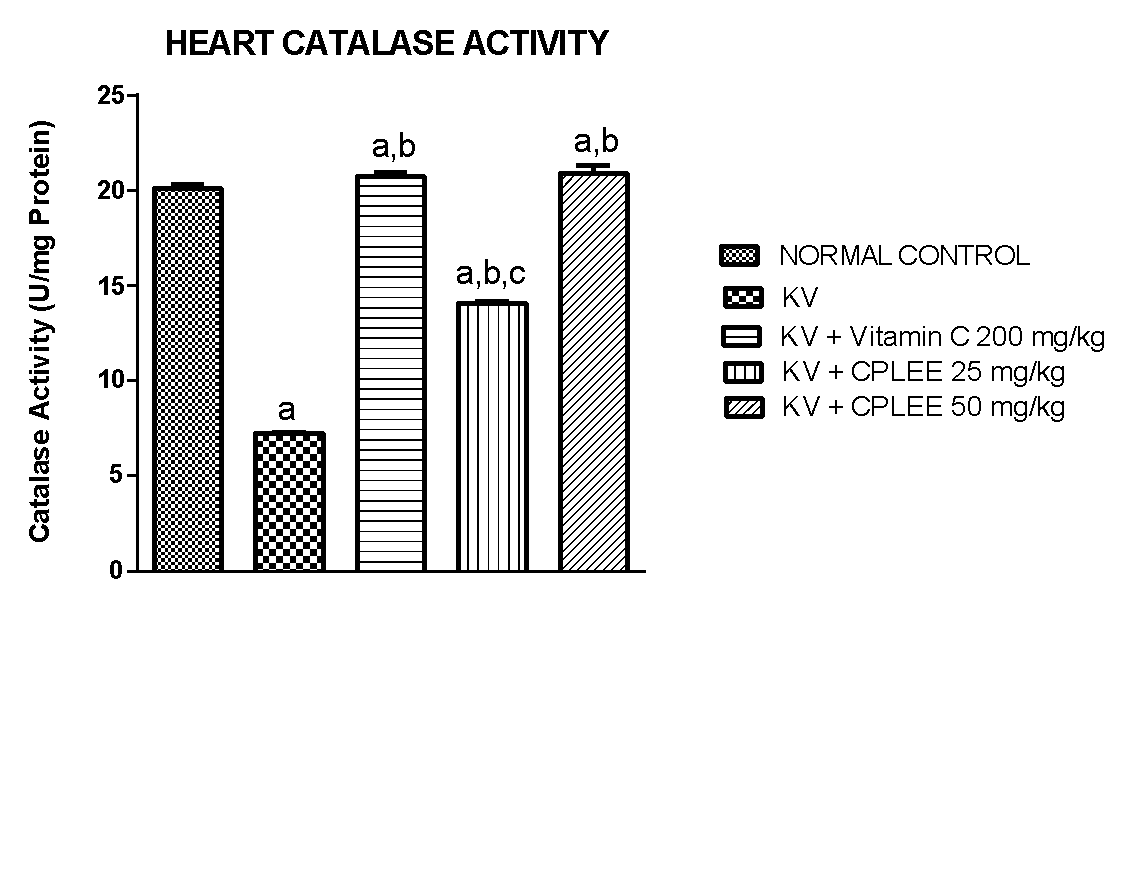 HEART CATALASE ACTIVITY
Catalase Activity (U/mg Protein)
25
20
15
10
5
0
a
a,b
a,b,c
a,b
NORMAL CONTROL
KV
KV + Vitamin C 200 mg/kg
KV + CPLEE 25 mg/kg
KV + CPLEE 50 mg/kg